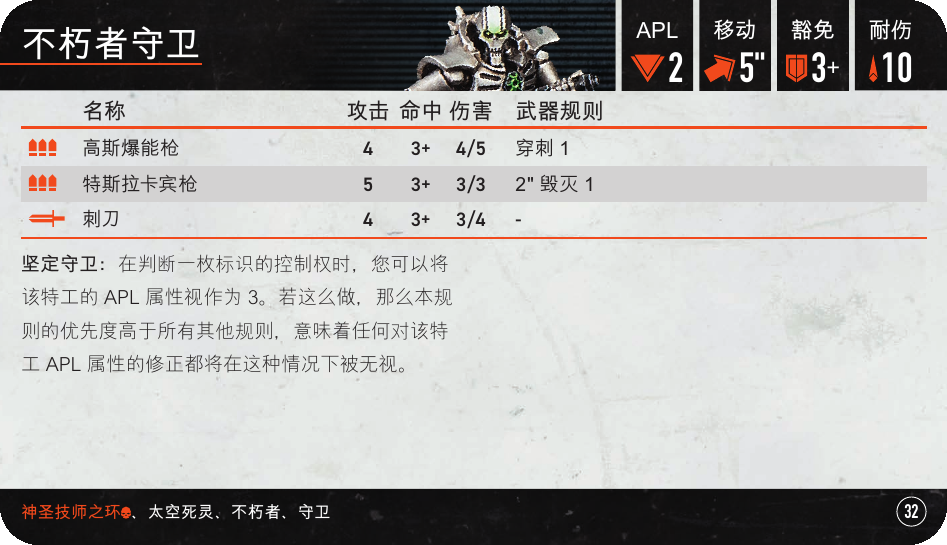 不朽者守卫
APL 移动 豁免 耐伤
2 5" 3+ 10
名称 攻击 命中 伤害 武器规则
高斯爆能枪 4 3+ 4/5 穿刺 1
特斯拉卡宾枪 5 3+ 3/3 2" 毁灭 1
刺刀 4 3+ 3/4 -
坚定守卫：在判断一枚标识的控制权时，您可以将
该特工的 APL 属性视作为 3。若这么做，那么本规
则的优先度高于所有其他规则，意味着任何对该特
工 APL 属性的修正都将在这种情况下被无视。
神圣技师之环、太空死灵、不朽者、守卫
32